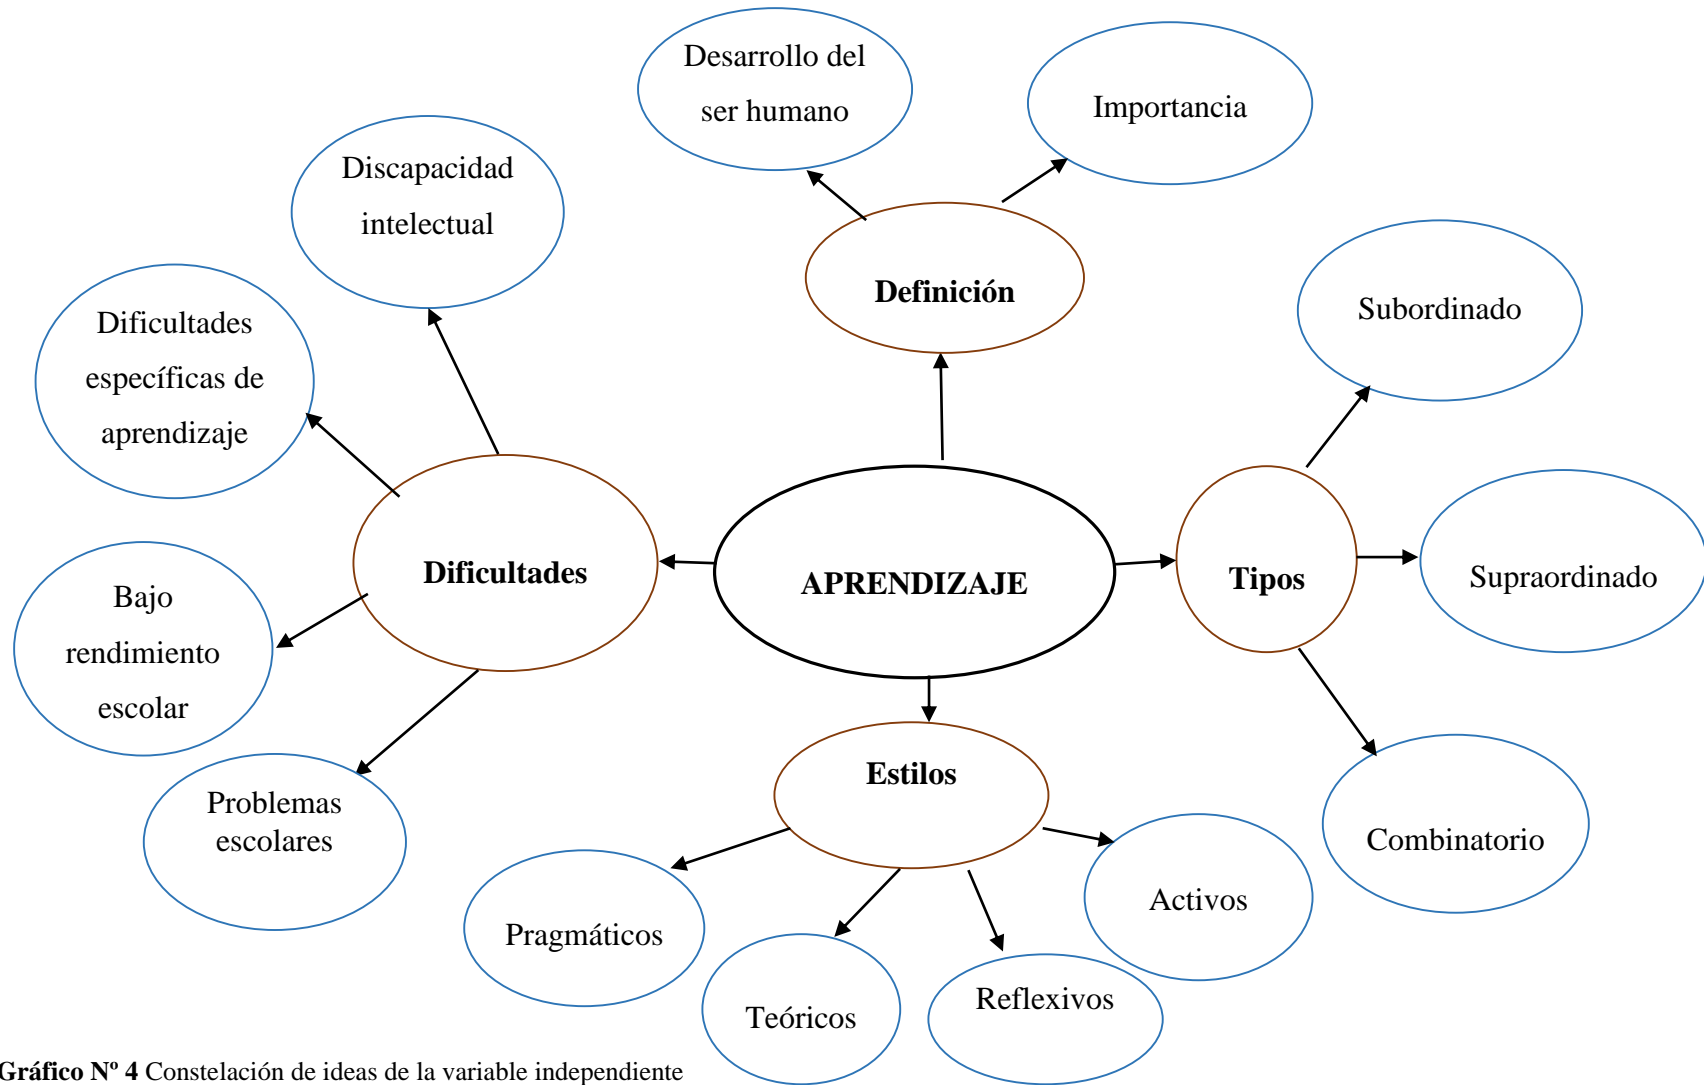 Desarrollo del
ser humano
Importancia
Discapacidad
intelectual
Definición
Subordinado
Dificultades
específicas de
aprendizaje
Dificultades
APRENDIZAJE
Tipos
Supraordinado
Bajo
rendimiento
escolar
Estilos
Problemas
escolares
Combinatorio
Activos
Pragmáticos
Reflexivos
Teóricos
Gráfico Nº 4 Constelación de ideas de la variable independiente